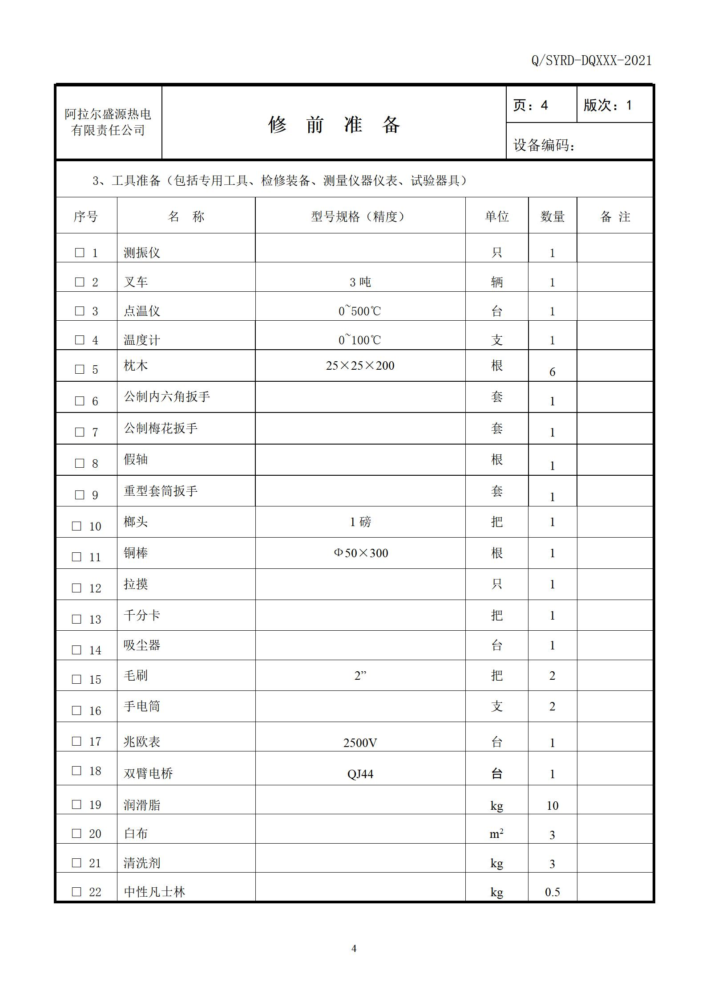 Q/SYRD-DQXXX-2021
阿拉尔盛源热电
有限责任公司
修 前 准 备
页：4 版次：1
设备编码：
3、工具准备（包括专用工具、检修装备、测量仪器仪表、试验器具）
序号 名 称 型号规格（精度） 单位 数量 备 注
□ 1 测振仪 只 1
□ 2 叉车 3 吨 辆 1
□ 3 点温仪 0~500℃ 台 1
□ 4 温度计 0~100℃ 支 1
□ 5 枕木 25×25×200 根 6
□ 6 公制内六角扳手 套 1
□ 7 公制梅花扳手 套 1
□ 8 假轴 根 1
□ 9 重型套筒扳手 套 1
□ 10 榔头 1 磅 把 1
□ 11 铜棒 Φ50×300 根 1
□ 12 拉摸 只 1
□ 13 千分卡 把 1
□ 14 吸尘器 台 1
□ 15 毛刷 2” 把 2
□ 16 手电筒 支 2
□ 17 兆欧表 2500V 台 1
□ 18 双臂电桥 QJ44 台 1
□ 19 润滑脂 kg 10
□ 20 白布 m² 3
□ 21 清洗剂 kg 3
□ 22 中性凡士林 kg 0.5
4